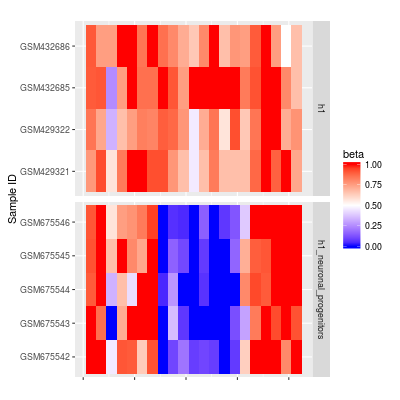 GSM432686
GSM432685
GSM429322
GSM429321
h1
GSM675546
GSM675545
GSM675544
GSM675543
GSM675542
h1_neuronal_progenitors
Sample ID
beta
1.00
0.75
0.50
0.25
0.00